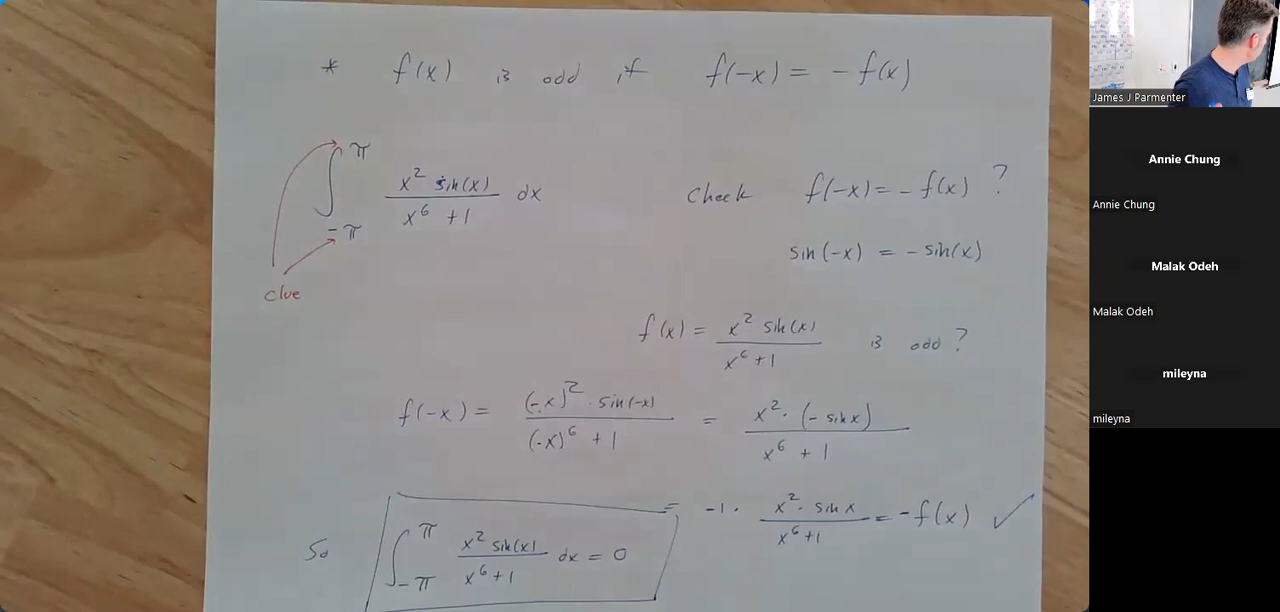 * f(x) is odd if f(-x) = - f(x)
∫_{-π}^{π} x² sin(x) / (x⁶ + 1) dx
clue
Check f(-x) = - f(x) ?
sin(-x) = - sin(x)
f(x) = x² sin(x) / (x⁶ + 1) is odd ?
f(-x) = (-x)² · sin(-x) / ((-x)⁶ + 1) = x² · (- sin x) / (x⁶ + 1)
= -1 · x² · sin x / (x⁶ + 1) = - f(x) ✓
So ∫_{-π}^{π} x² sin(x) / (x⁶ + 1) dx = 0
James J Parmenter
Annie Chung
Annie Chung
Malak Odeh
Malak Odeh
mileyna
mileyna